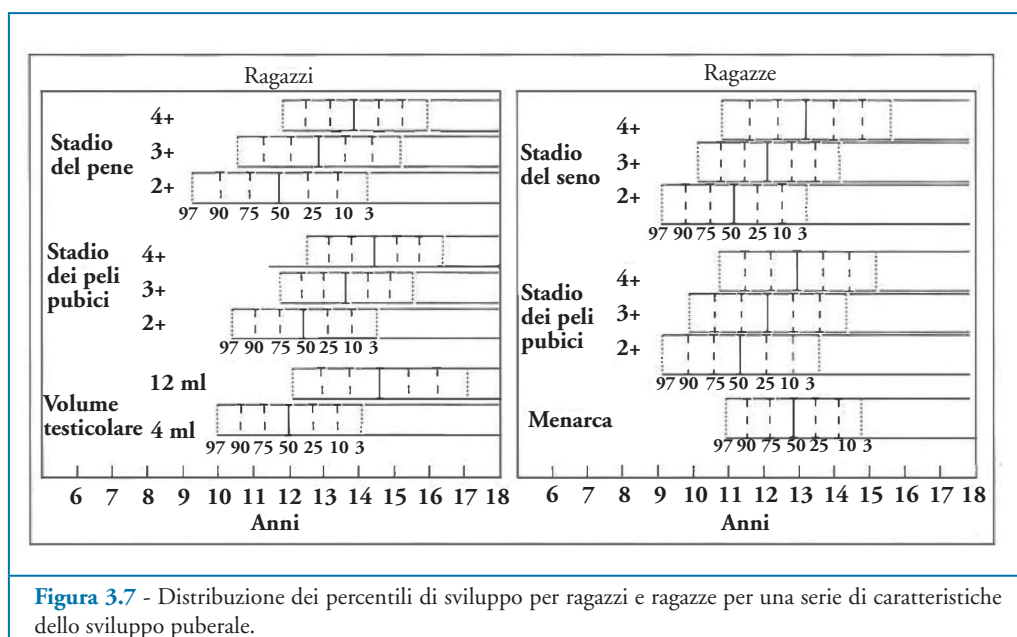 Ragazzi
Stadio
del pene
4+
3+
2+
97 90 75 50 25 10 3
Stadio
dei peli
pubici
4+
3+
2+
97 90 75 50 25 10 3
Volume
testicolare
12 ml
4 ml
97 90 75 50 25 10 3
6 7 8 9 10 11 12 13 14 15 16 17 18
Anni
Ragazze
Stadio
del seno
4+
3+
2+
97 90 75 50 25 10 3
Stadio
dei peli
pubici
4+
3+
2+
97 90 75 50 25 10 3
Menarca
97 90 75 50 25 10 3
6 7 8 9 10 11 12 13 14 15 16 17 18
Anni
Figura 3.7 - Distribuzione dei percentili di sviluppo per ragazzi e ragazze per una serie di caratteristiche
dello sviluppo puberale.